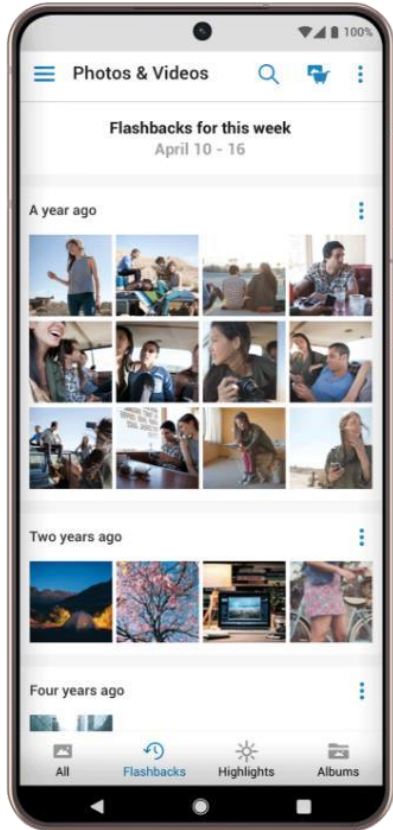 100%
Photos & Videos
Flashbacks for this week
April 10 - 16
A year ago
Two years ago
Four years ago
All
Flashbacks
Highlights
Albums